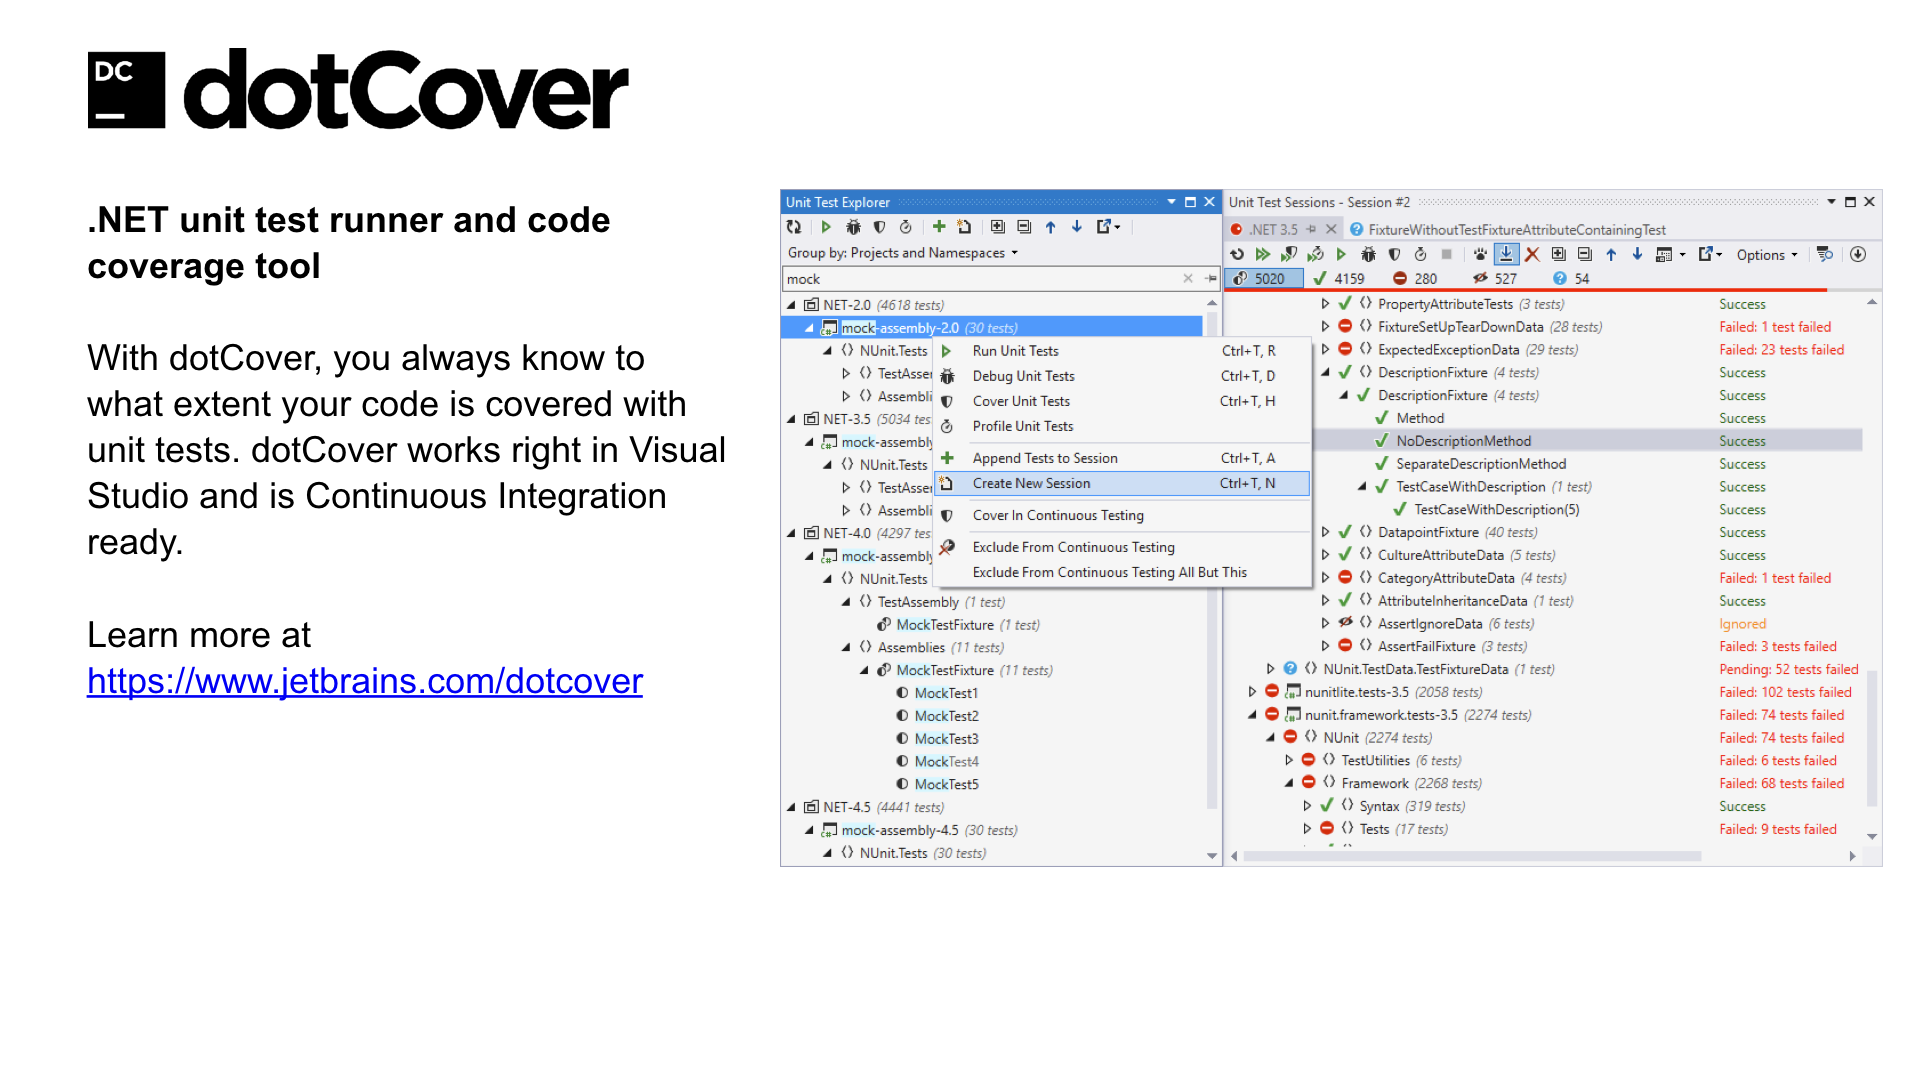 DC
dotCover
.NET unit test runner and code
coverage tool
With dotCover, you always know to
what extent your code is covered with
unit tests. dotCover works right in Visual
Studio and is Continuous Integration
ready.
Learn more at
https://www.jetbrains.com/dotcover
Unit Test Explorer
Group by: Projects and Namespaces
mock
NET-2.0 (4618 tests)
mock-assembly-2.0 (30 tests)
NUnit.Tests
TestAsser
Assembli
NET-3.5 (5034 tes
mock-assembly
NUnit.Tests
TestAsser
Assembli
NET-4.0 (4297 tes
mock-assembly
NUnit.Tests
TestAssembly (1 test)
MockTestFixture (1 test)
Assemblies (11 tests)
MockTestFixture (11 tests)
MockTest1
MockTest2
MockTest3
MockTest4
MockTest5
NET-4.5 (4441 tests)
mock-assembly-4.5 (30 tests)
NUnit.Tests (30 tests)
Run Unit Tests Ctrl+T, R
Debug Unit Tests Ctrl+T, D
Cover Unit Tests Ctrl+T, H
Profile Unit Tests
Append Tests to Session Ctrl+T, A
Create New Session Ctrl+T, N
Cover In Continuous Testing
Exclude From Continuous Testing
Exclude From Continuous Testing All But This
Unit Test Sessions - Session #2
.NET 3.5 FixtureWithoutTestFixtureAttributeContainingTest
Options
5020 4159 280 527 54
PropertyAttributeTests (3 tests) Success
FixtureSetUpTearDownData (28 tests) Failed: 1 test failed
ExpectedExceptionData (29 tests) Failed: 23 tests failed
DescriptionFixture (4 tests) Success
DescriptionFixture (4 tests) Success
Method Success
NoDescriptionMethod Success
SeparateDescriptionMethod Success
TestCaseWithDescription (1 test) Success
TestCaseWithDescription(5) Success
DatapointFixture (40 tests) Success
CultureAttributeData (5 tests) Success
CategoryAttributeData (4 tests) Failed: 1 test failed
AttributeInheritanceData (1 test) Success
AssertIgnoreData (6 tests) Ignored
AssertFailFixture (3 tests) Failed: 3 tests failed
NUnit.TestData.TestFixtureData (1 test) Pending: 52 tests failed
nunitlite.tests-3.5 (2058 tests) Failed: 102 tests failed
nunit.framework.tests-3.5 (2274 tests) Failed: 74 tests failed
NUnit (2274 tests) Failed: 74 tests failed
TestUtilities (6 tests) Failed: 6 tests failed
Framework (2268 tests) Failed: 68 tests failed
Syntax (319 tests) Success
Tests (17 tests) Failed: 9 tests failed